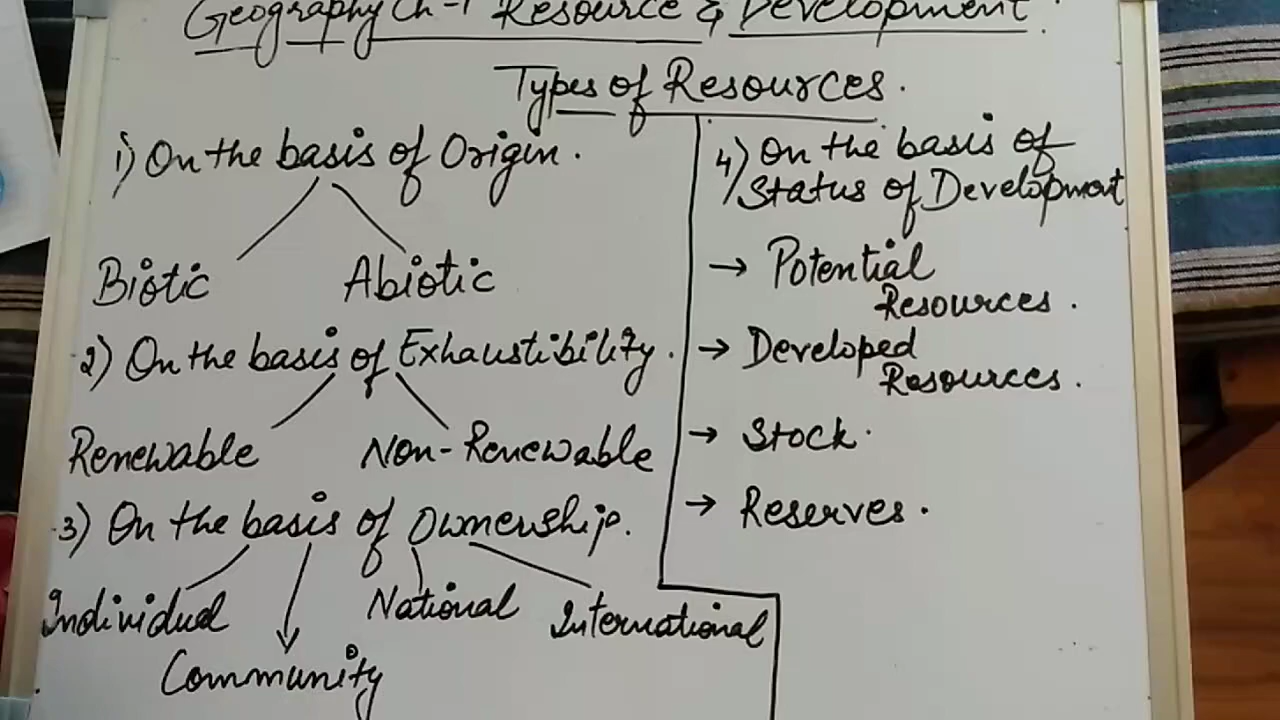 Geography Ch-1 Resource & Development
Types of Resources.
1) On the basis of Origin.
Biotic Abiotic
2) On the basis of Exhaustibility.
Renewable Non-Renewable
3) On the basis of Ownership.
Individual National International
Community
4) On the basis of
Status of Development
→ Potential
Resources.
→ Developed
Resources.
→ Stock.
→ Reserves.